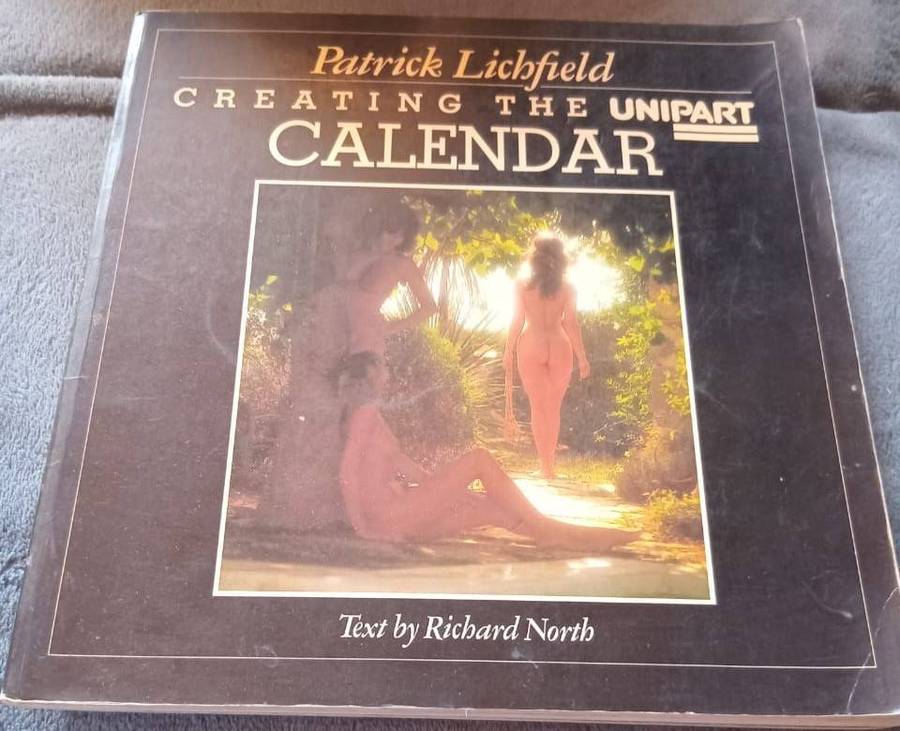 Patrick Lichfield
CREATING THE UNIPART
CALENDAR
Text by Richard North